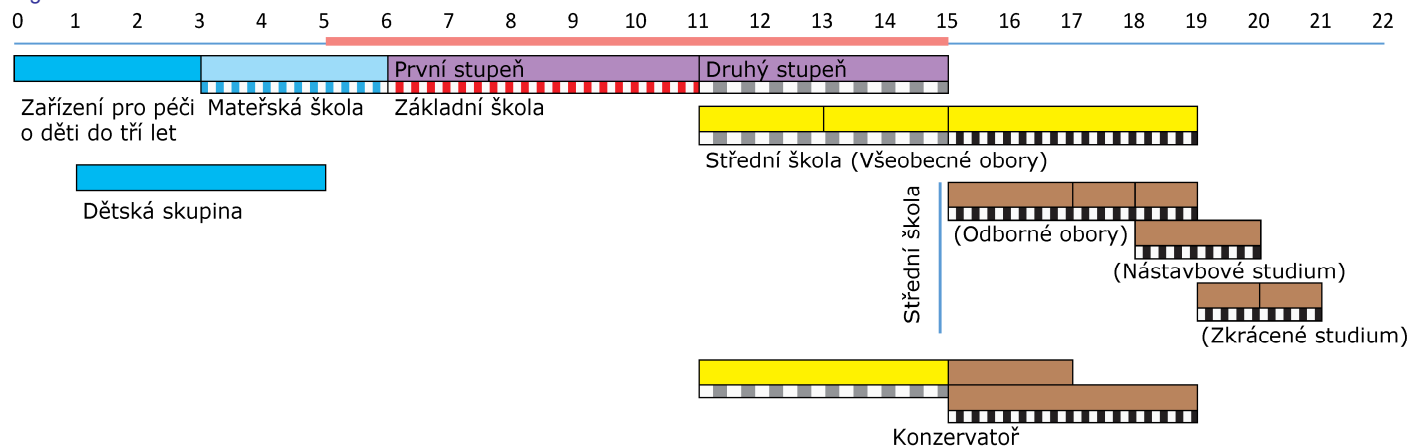 0 1 2 3 4 5 6 7 8 9 10 11 12 13 14 15 16 17 18 19 20 21 22
První stupeň Druhý stupeň
Zařízení pro péči
o děti do tří let
Mateřská škola
Základní škola
Střední škola (Všeobecné obory)
Dětská skupina
Střední škola
(Odborné obory)
(Nástavbové studium)
(Zkrácené studium)
Konzervatoř